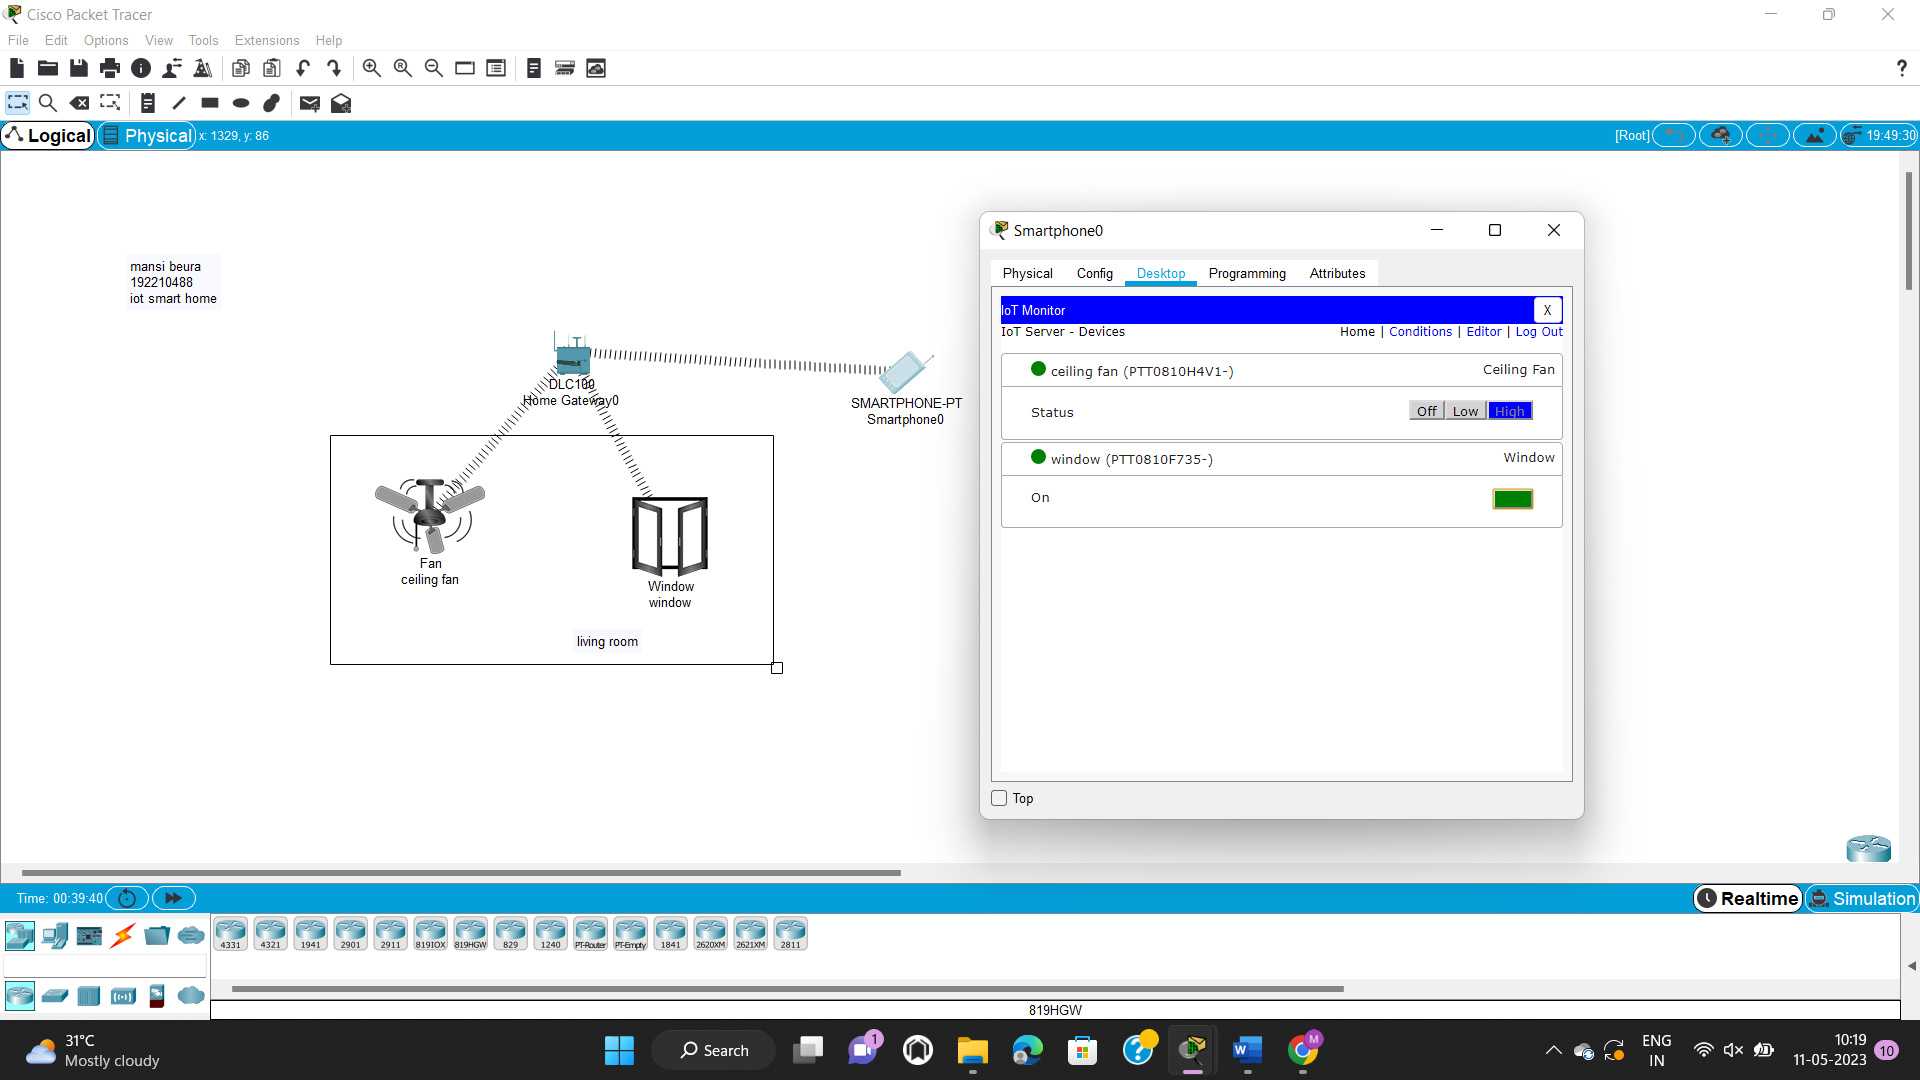 Cisco Packet Tracer
File Edit Options View Tools Extensions Help
?
Logical Physical x: 1329, y: 86 [Root] 19:49:30
mansi beura
192210488
iot smart home
DLC100
Home Gateway0
SMARTPHONE-PT
Smartphone0
Fan
ceiling fan
Window
window
living room
Smartphone0
Physical Config Desktop Programming Attributes
IoT Monitor X
IoT Server - Devices Home | Conditions | Editor | Log Out
ceiling fan (PTT0810H4V1-) Ceiling Fan
Status Off Low High
window (PTT0810F735-) Window
On
Top
Time: 00:39:40 Realtime Simulation
4331 4321 1941 2901 2911 819IOX 819HGW 829 1240 PT-Router PT-Empty 1841 2620XM 2621XM 2811
819HGW
31°C
Mostly cloudy
Search
1
M
ENG
IN
10:19
11-05-2023
10